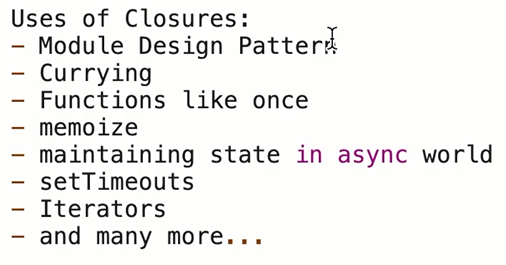 Uses of Closures:
- Module Design Pattern
- Currying
- Functions like once
- memoize
- maintaining state in async world
- setTimeouts
- Iterators
- and many more...